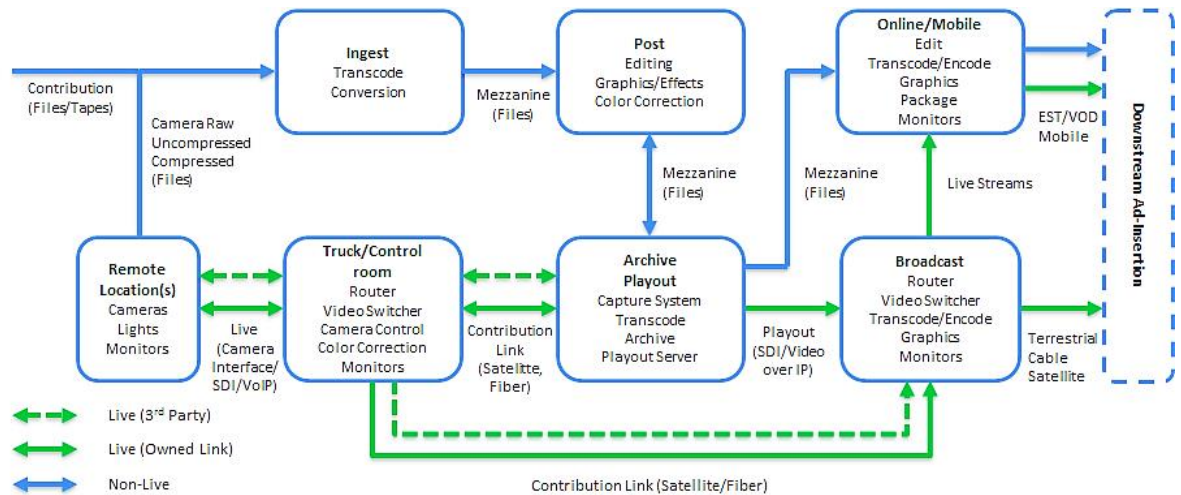 Ingest
Transcode
Conversion
Post
Editing
Graphics/Effects
Color Correction
Online/Mobile
Edit
Transcode/Encode
Graphics
Package
Monitors
Contribution
(Files/Tapes)
Mezzanine
(Files)
EST/VOD
Mobile
Camera Raw
Uncompressed
Compressed
(Files)
Mezzanine
(Files)
Mezzanine
(Files)
Live Streams
Downstream Ad-Insertion
Remote
Location(s)
Cameras
Lights
Monitors
Truck/Control
room
Router
Video Switcher
Camera Control
Color Correction
Monitors
Archive
Playout
Capture System
Transcode
Archive
Playout Server
Broadcast
Router
Video Switcher
Transcode/Encode
Graphics
Monitors
Live
(Camera
Interface/
SDI/VoIP)
Contribution
Link
(Satelitte,
Fiber)
Playout
(SDI/Video
over IP)
Terrestrial
Cable
Satellite
Live (3rd Party)
Live (Owned Link)
Non-Live
Contribution Link (Satellite/Fiber)